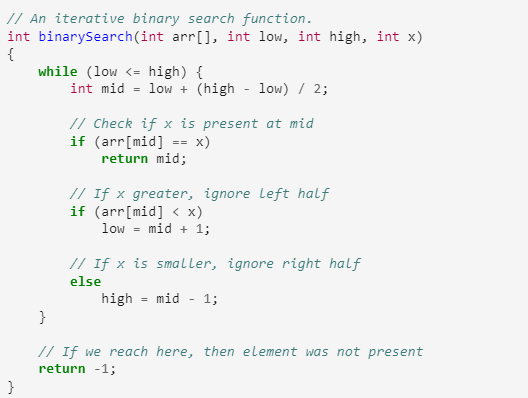 // An iterative binary search function.
int binarySearch(int arr[], int low, int high, int x)
{
    while (low <= high) {
        int mid = low + (high - low) / 2;

        // Check if x is present at mid
        if (arr[mid] == x)
            return mid;

        // If x greater, ignore left half
        if (arr[mid] < x)
            low = mid + 1;

        // If x is smaller, ignore right half
        else
            high = mid - 1;
    }

    // If we reach here, then element was not present
    return -1;
}